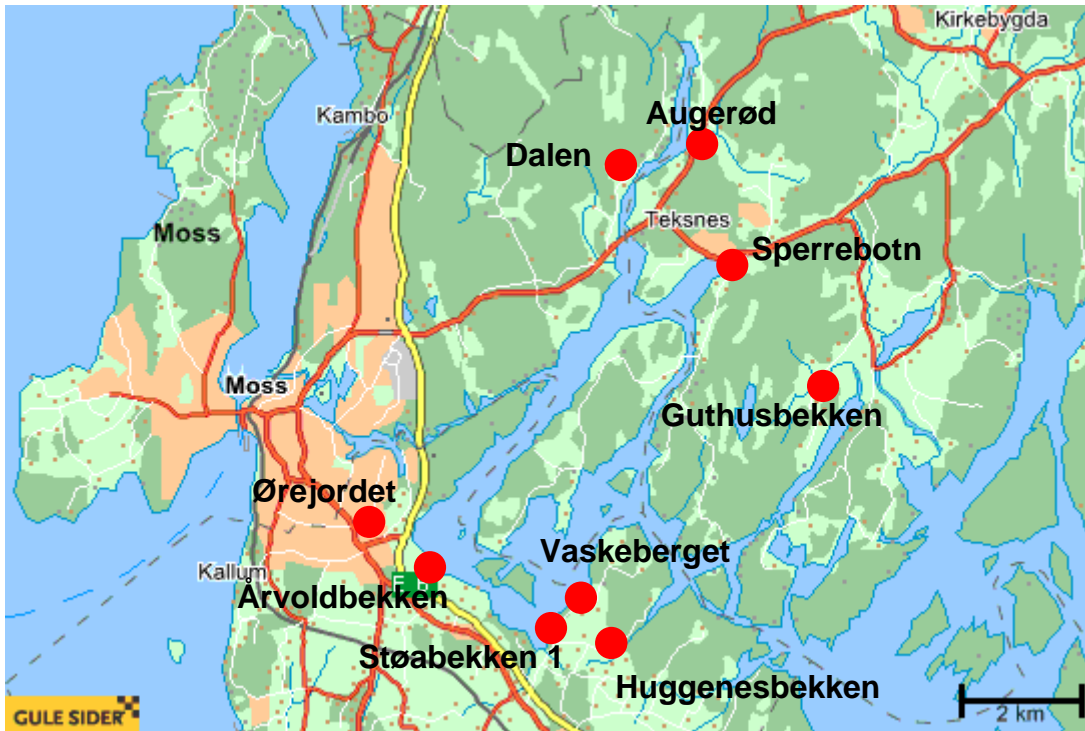 Kirkebygda
Kambo
Augerød
Dalen
Teksnes
Moss
Sperrebotn
Moss
Guthusbekken
Ørejordet
Vaskeberget
Kallum
E 6
Årvoldbekken
Støabekken 1
Huggenesbekken
GULE SIDER
2 km